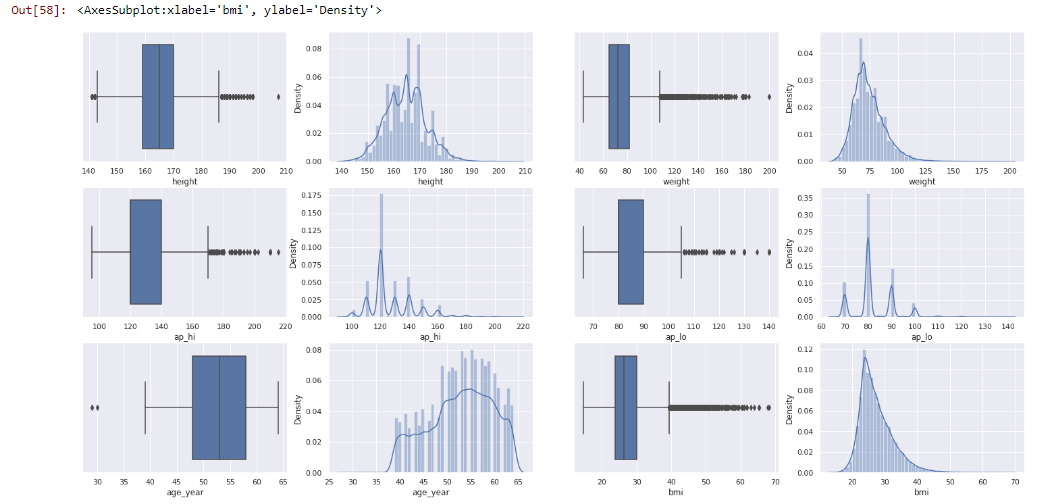 Out[58]: <AxesSubplot:xlabel='bmi', ylabel='Density'>
140 150 160 170 180 190 200 210
height
Density
0.00 0.02 0.04 0.06 0.08
140 150 160 170 180 190 200 210
height
40 60 80 100 120 140 160 180 200
weight
Density
0.00 0.01 0.02 0.03 0.04
50 75 100 125 150 175 200
weight
100 120 140 160 180 200 220
ap_hi
Density
0.000 0.025 0.050 0.075 0.100 0.125 0.150 0.175
100 120 140 160 180 200 220
ap_hi
70 80 90 100 110 120 130 140
ap_lo
Density
0.00 0.05 0.10 0.15 0.20 0.25 0.30 0.35
60 70 80 90 100 110 120 130 140
ap_lo
30 35 40 45 50 55 60 65
age_year
Density
0.00 0.02 0.04 0.06 0.08
25 30 35 40 45 50 55 60 65
age_year
20 30 40 50 60 70
bmi
Density
0.00 0.02 0.04 0.06 0.08 0.10 0.12
20 30 40 50 60 70
bmi